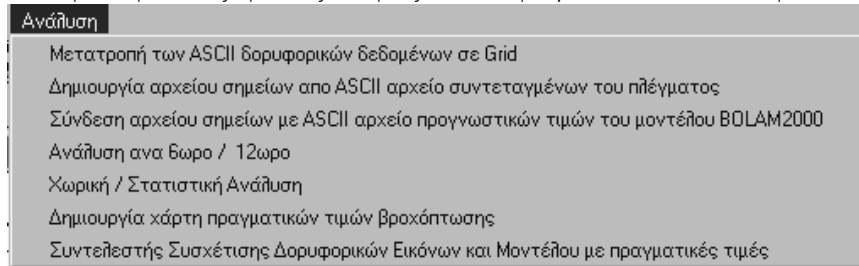 Ανάλυση
Μετατροπή των ASCII δορυφορικών δεδομένων σε Grid
Δημιουργία αρχείου σημείων απο ASCII αρχείο συντεταγμένων του πλέγματος
Σύνδεση αρχείου σημείων με ASCII αρχείο προγνωστικών τιμών του μοντέλου BOLAM2000
Ανάλυση ανα 6ωρο / 12ωρο
Χωρική / Στατιστική Ανάλυση
Δημιουργία χάρτη πραγματικών τιμών βροχόπτωσης
Συντελεστής Συσχέτισης Δορυφορικών Εικόνων και Μοντέλου με πραγματικές τιμές